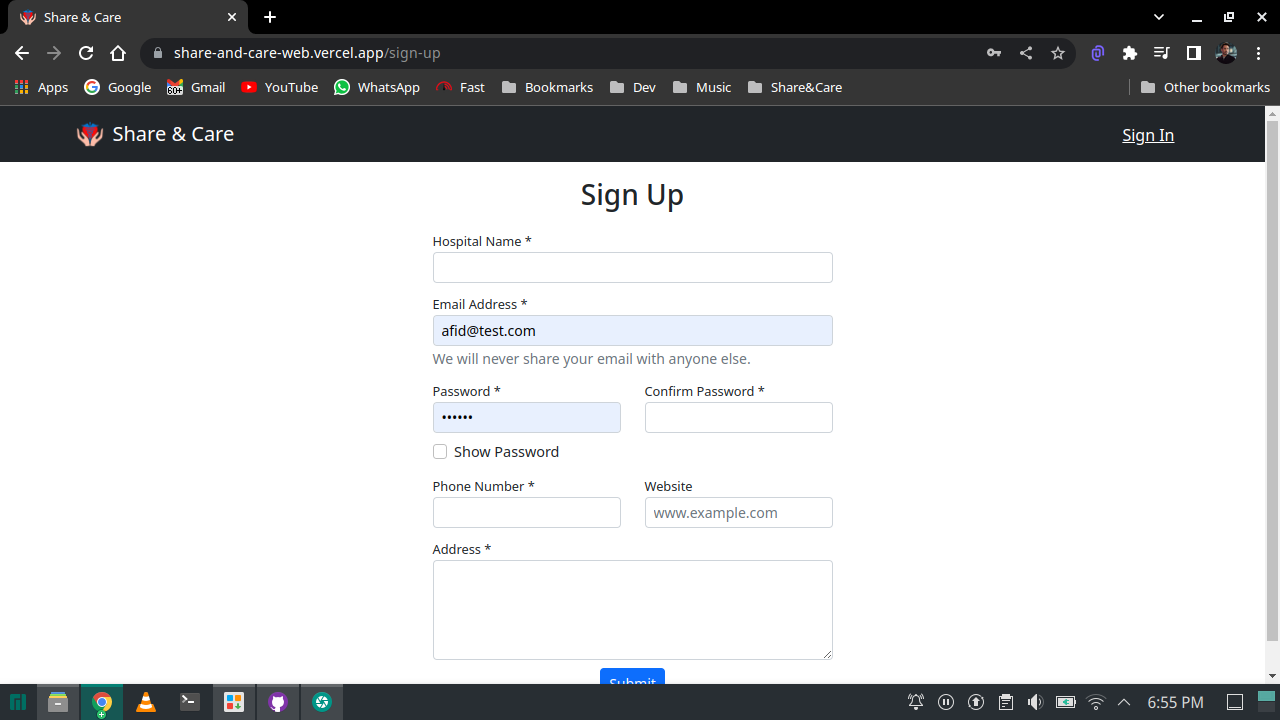 Share & Care
share-and-care-web.vercel.app/sign-up
Apps Google Gmail YouTube WhatsApp Fast Bookmarks Dev Music Share&Care Other bookmarks
60+
Share & Care Sign In
Sign Up
Hospital Name *
Email Address *
afid@test.com
We will never share your email with anyone else.
Password * Confirm Password *
••••••
Show Password
Phone Number * Website
www.example.com
Address *
Submit
6:55 PM